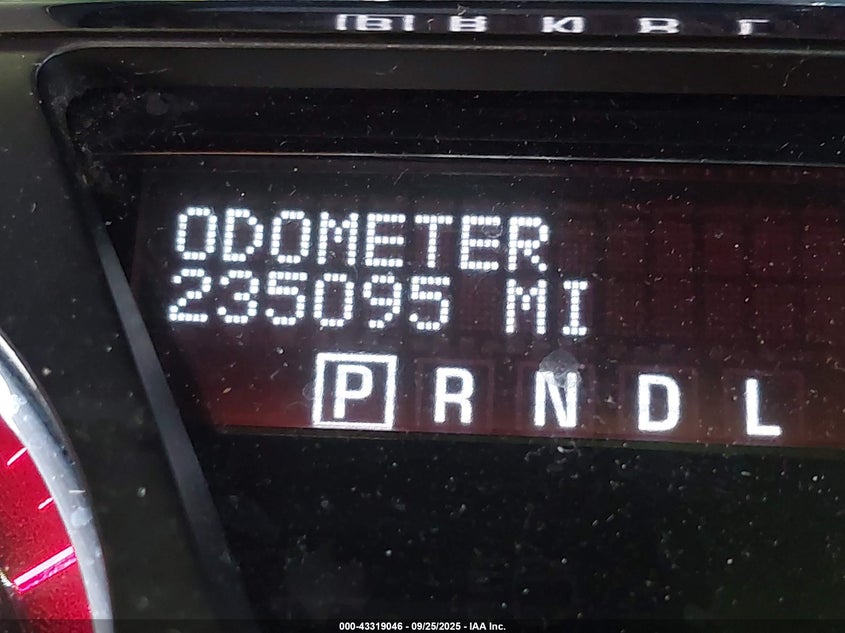 ODOMETER
235095 MI
P R N D L
000-43319046 - 09/25/2025 - IAA Inc.